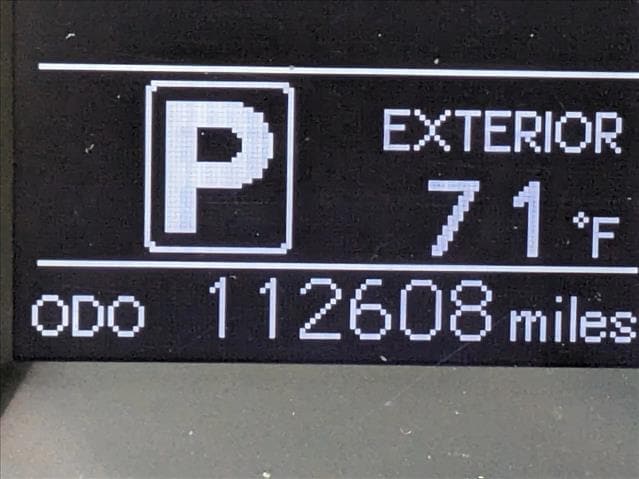 P
EXTERIOR
71 °F
ODO 112608 miles